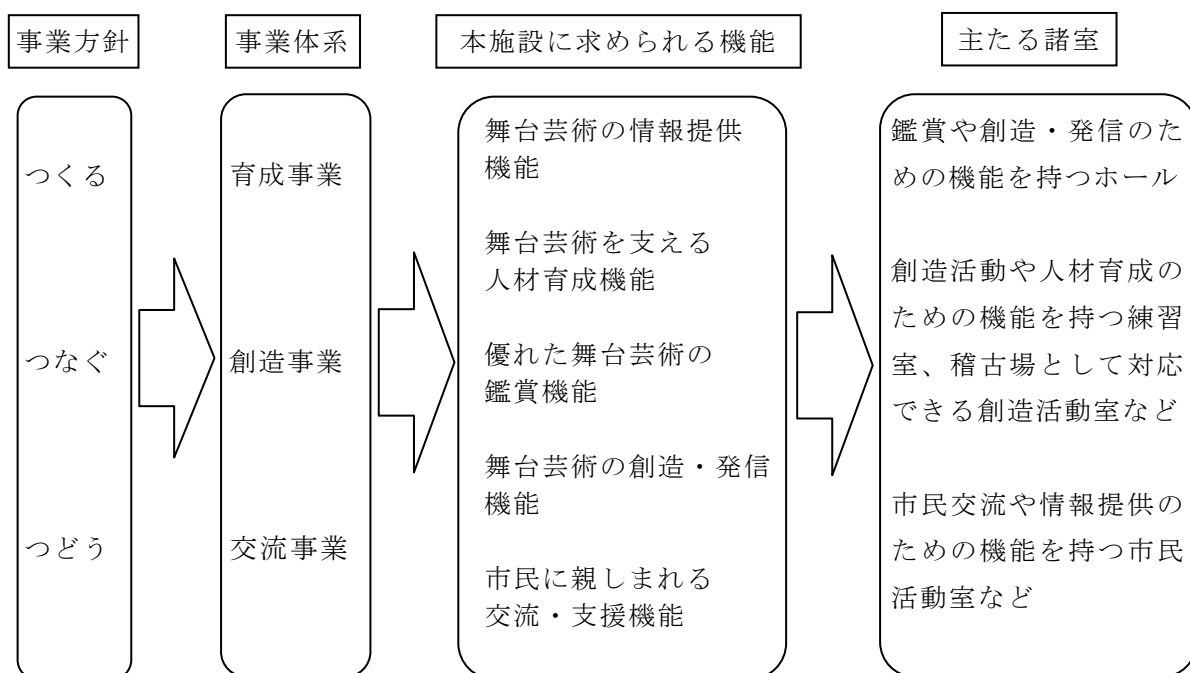 事業方針
事業体系
本施設に求められる機能
主たる諸室
つくる
つなぐ
つどう
育成事業
創造事業
交流事業
舞台芸術の情報提供
機能
舞台芸術を支える
人材育成機能
優れた舞台芸術の
鑑賞機能
舞台芸術の創造・発信
機能
市民に親しまれる
交流・支援機能
鑑賞や創造・発信のた
めの機能を持つホール
創造活動や人材育成の
ための機能を持つ練習
室、稽古場として対応
できる創造活動室など
市民交流や情報提供の
ための機能を持つ市民
活動室など